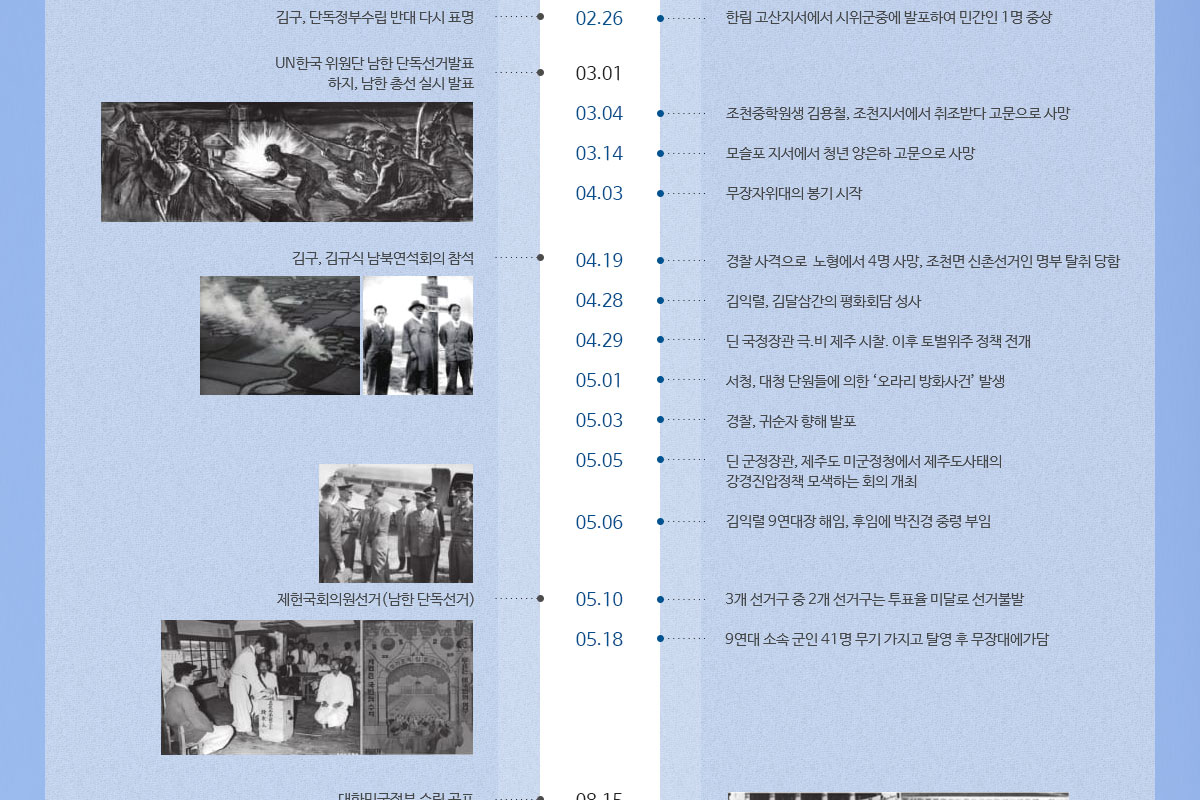 김구, 단독정부수립 반대 다시 표명
02.26
한림 고산지서에서 시위군중에 발포하여 민간인 1명 중상
UN한국 위원단 남한 단독선거발표
하지, 남한 총선 실시 발표
03.01
03.04
조천중학원생 김용철, 조천지서에서 취조받다 고문으로 사망
03.14
모슬포 지서에서 청년 양은하 고문으로 사망
04.03
무장자위대의 봉기 시작
김구, 김규식 남북연석회의 참석
04.19
경찰 사격으로 노형에서 4명 사망, 조천면 신촌선거인 명부 탈취 당함
04.28
김익렬, 김달삼간의 평화회담 성사
04.29
딘 국정장관 극.비 제주 시찰. 이후 토벌위주 정책 전개
05.01
서청, 대청 단원들에 의한 ‘오라리 방화사건’ 발생
05.03
경찰, 귀순자 향해 발포
05.05
딘 군정장관, 제주도 미군정청에서 제주도사태의
강경진압정책 모색하는 회의 개최
05.06
김익렬 9연대장 해임, 후임에 박진경 중령 부임
제헌국회의원선거(남한 단독선거)
05.10
3개 선거구 중 2개 선거구는 투표율 미달로 선거불발
05.18
9연대 소속 군인 41명 무기 가지고 탈영 후 무장대에가담
대한민국정부 수립 공포
08.15